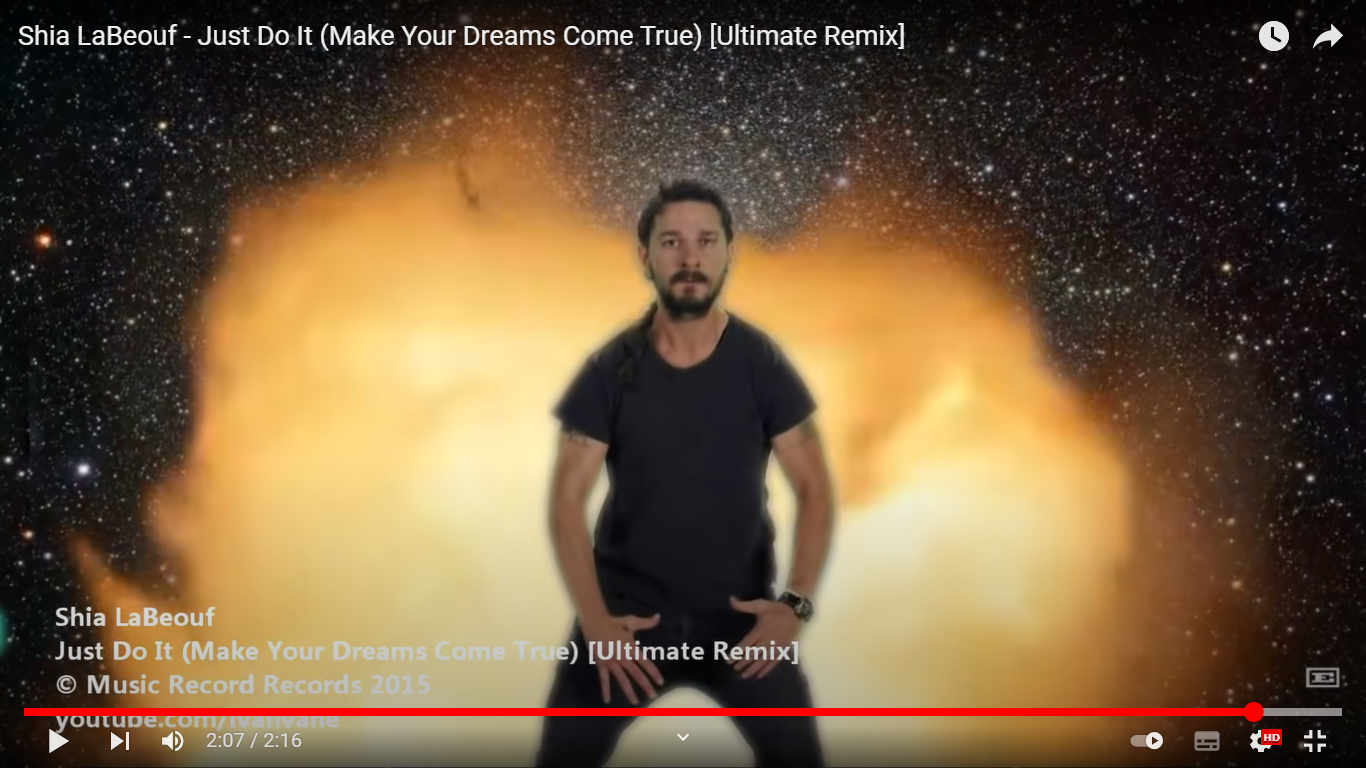 Shia LaBeouf - Just Do It (Make Your Dreams Come True) [Ultimate Remix]
Shia LaBeouf
Just Do It (Make Your Dreams Come True) [Ultimate Remix]
© Music Record Records 2015
youtube.com/ivanvane
2:07 / 2:16
HD
E